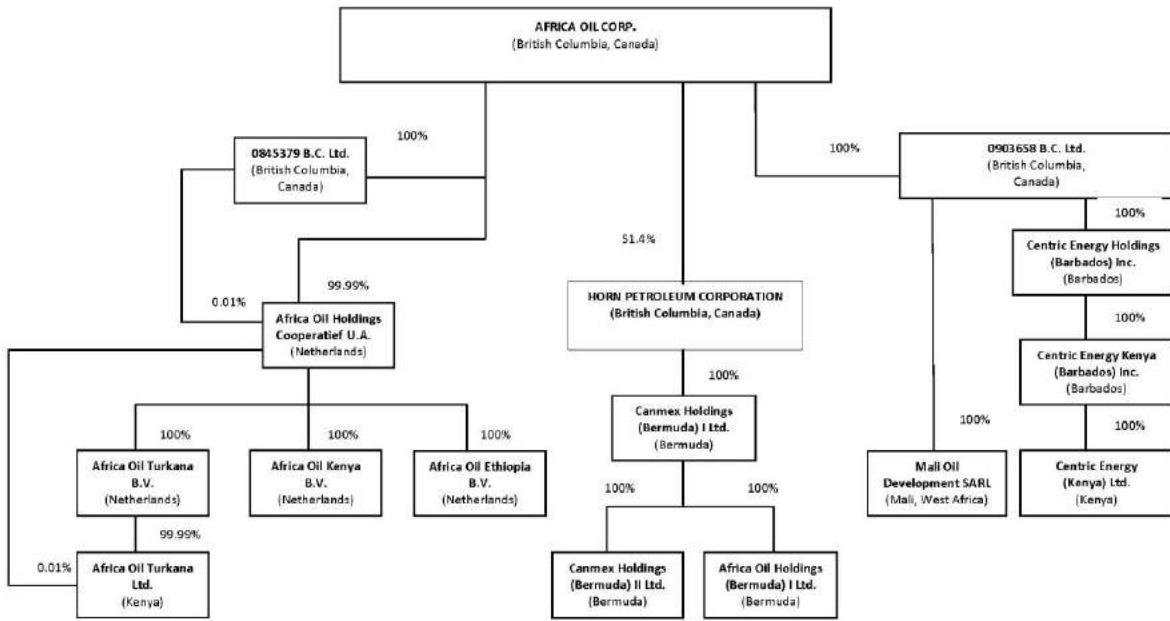 AFRICA OIL CORP.
(British Columbia, Canada)
100%
0845379 B.C. Ltd.
(British Columbia,
Canada)
100%
0903658 B.C. Ltd.
(British Columbia,
Canada)
100%
51.4%
Centric Energy Holdings
(Barbados) Inc.
(Barbados)
0.01%
99.99%
HORN PETROLEUM CORPORATION
(British Columbia, Canada)
Africa Oil Holdings
Cooperatief U.A.
(Netherlands)
100%
Centric Energy Kenya
(Barbados) Inc.
(Barbados)
100%
Canmex Holdings
(Bermuda) I Ltd.
(Bermuda)
100%
100%
100%
100%
100%
Africa Oil Turkana
B.V.
(Netherlands)
Africa Oil Kenya
B.V.
(Netherlands)
Africa Oil Ethiopia
B.V.
(Netherlands)
Mali Oil
Development SARL
(Mali, West Africa)
Centric Energy
(Kenya) Ltd.
(Kenya)
100%
100%
99.99%
0.01%
Africa Oil Turkana
Ltd.
(Kenya)
Canmex Holdings
(Bermuda) II Ltd.
(Bermuda)
Africa Oil Holdings
(Bermuda) I Ltd.
(Bermuda)